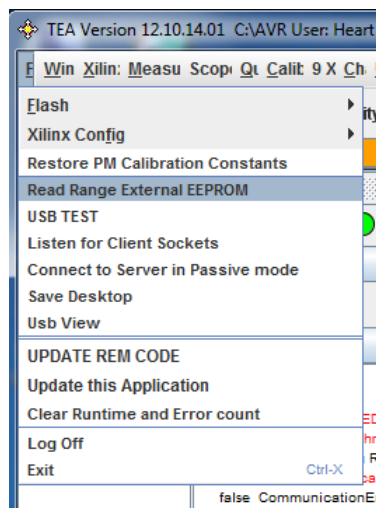 TEA Version 12.10.14.01 C:\AVR User: Heart
F Win Xilin: Measu Scop Qu Calib 9 X Ch
Flash
Xilinx Config
Restore PM Calibration Constants
Read Range External EEPROM
USB TEST
Listen for Client Sockets
Connect to Server in Passive mode
Save Desktop
Usb View
UPDATE REM CODE
Update this Application
Clear Runtime and Error count
Log Off
Exit Ctrl-X
false CommunicationE